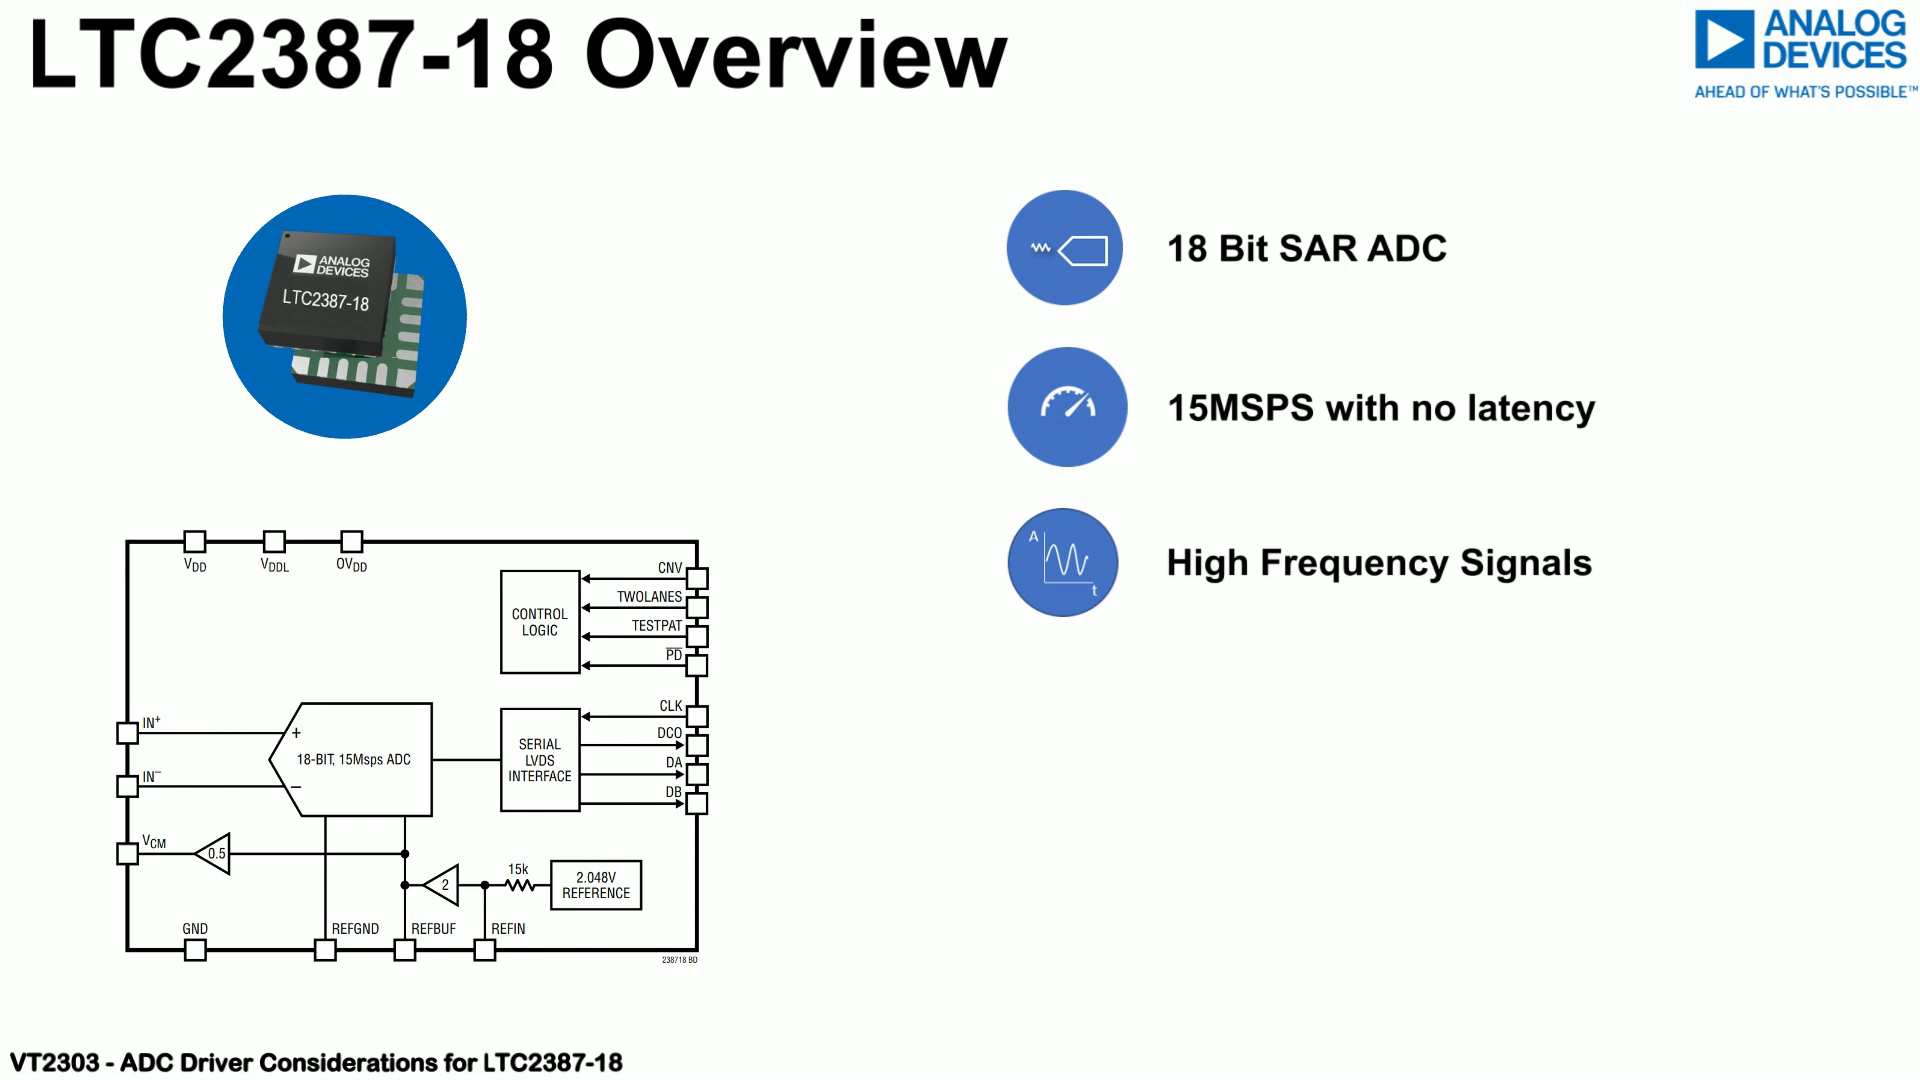 LTC2387-18 Overview
ANALOG
DEVICES
AHEAD OF WHAT'S POSSIBLE™
ANALOG
DEVICES
LTC2387-18
18 Bit SAR ADC
15MSPS with no latency
A
t
High Frequency Signals
VDD
VDDL
OVDD
CONTROL
LOGIC
CNV
TWOLANES
TESTPAT
PD
IN+
IN−
+
−
18-BIT, 15Msps ADC
SERIAL
LVDS
INTERFACE
CLK
DCO
DA
DB
VCM
0.5
2
15k
2.048V
REFERENCE
GND
REFGND
REFBUF
REFIN
238718 BD
VT2303 - ADC Driver Considerations for LTC2387-18